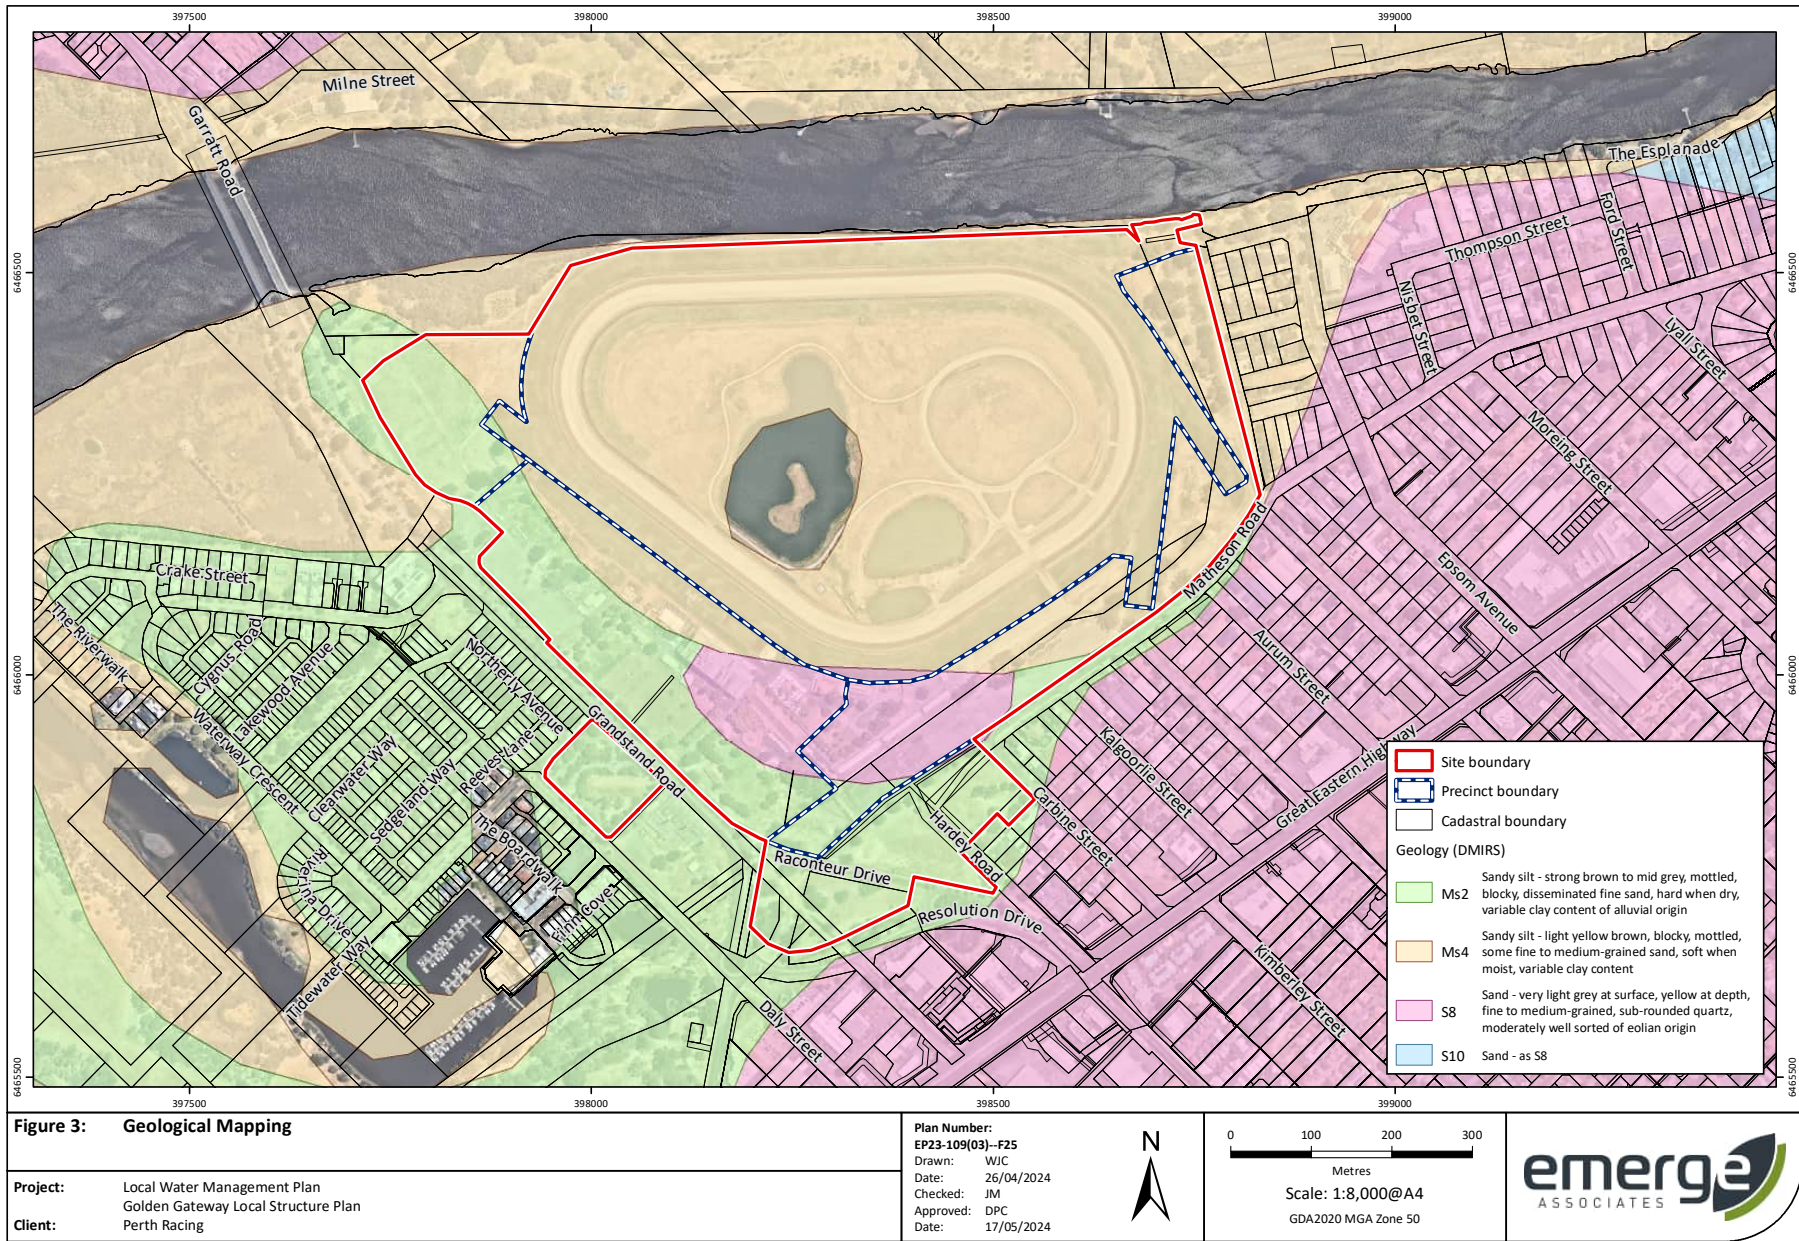 397500
398000
398500
399000
6466500
6466000
6465500
6466500
6466000
6465500
Milne Street
Garratt Road
The Esplanade
Ford Street
Thompson Street
Nisbet Street
Lyall Street
Moreing Street
Matheson Road
Epsom Avenue
Crake Street
The Riverwalk
Cygnus Road
Lakewood Avenue
Northerly Avenue
Aurum Street
Grandstand Road
Waterway Crescent
Reeves Lane
Clearwater Way
Sedgeland Way
Kalgoorlie Street
Great Eastern Highway
Carbine Street
The Boardwalk
Hardey Road
Riverina Drive
Raconteur Drive
Finn Cove
Resolution Drive
Tidewater Way
Kimberley Street
Daly Street
Site boundary
Precinct boundary
Cadastral boundary
Geology (DMIRS)
Ms2 Sandy silt - strong brown to mid grey, mottled,
blocky, disseminated fine sand, hard when dry,
variable clay content of alluvial origin
Ms4 Sandy silt - light yellow brown, blocky, mottled,
some fine to medium-grained sand, soft when
moist, variable clay content
S8 Sand - very light grey at surface, yellow at depth,
fine to medium-grained, sub-rounded quartz,
moderately well sorted of eolian origin
S10 Sand - as S8
397500
398000
398500
399000
Figure 3: Geological Mapping
Project: Local Water Management Plan
Golden Gateway Local Structure Plan
Client: Perth Racing
Plan Number:
EP23-109(03)--F25
Drawn: WJC
Date: 26/04/2024
Checked: JM
Approved: DPC
Date: 17/05/2024
N
0 100 200 300
Metres
Scale: 1:8,000@A4
GDA2020 MGA Zone 50
emerge
ASSOCIATES